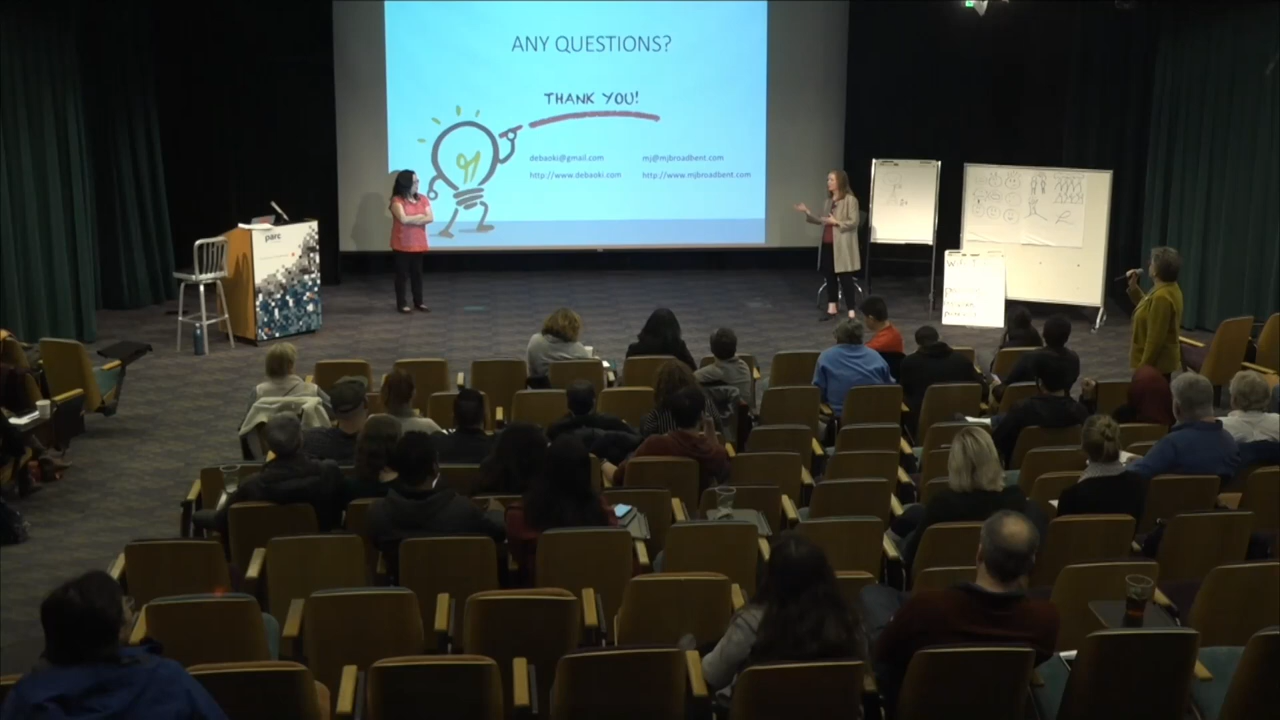 ANY QUESTIONS?
THANK YOU!
debaoki@gmail.com
mj@mjbroadbent.com
http://www.debaoki.com
http://www.mjbroadbent.com
parc